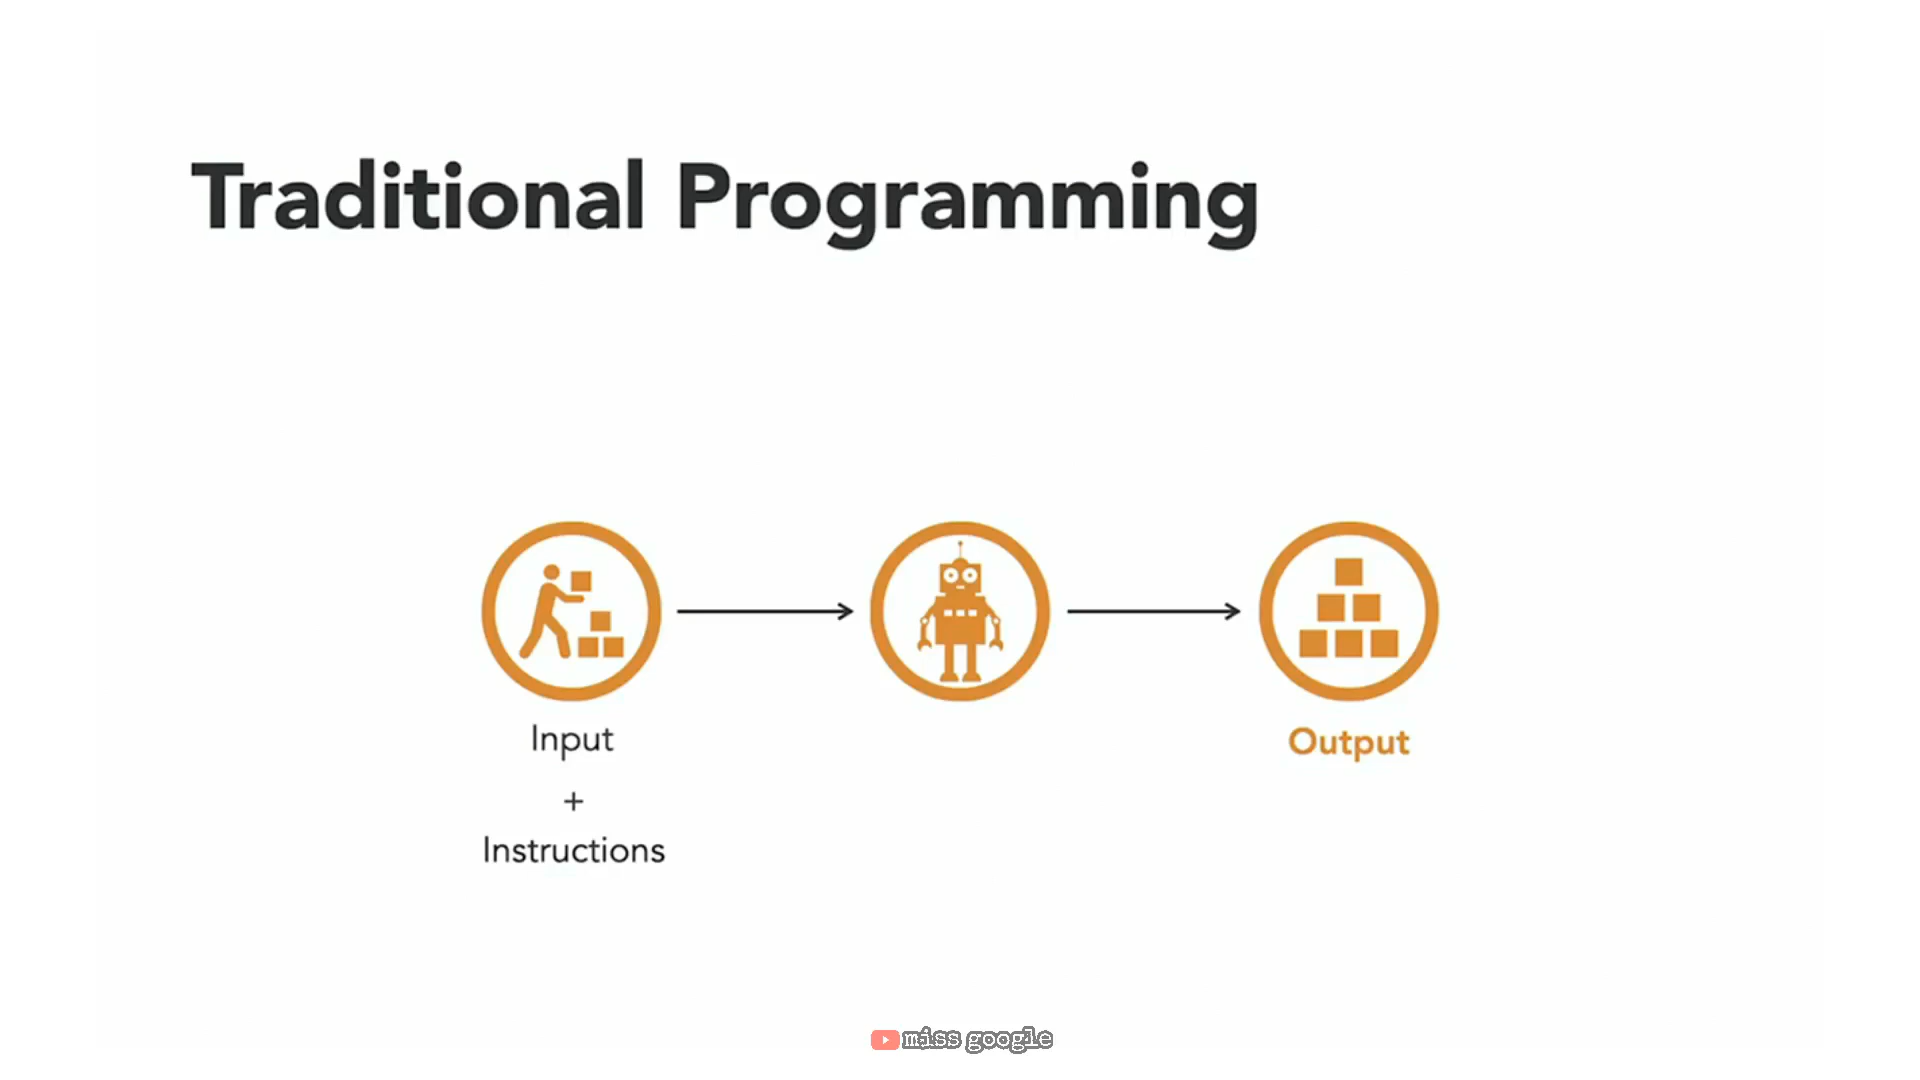 Traditional Programming
Input
+
Instructions
Output
miss google